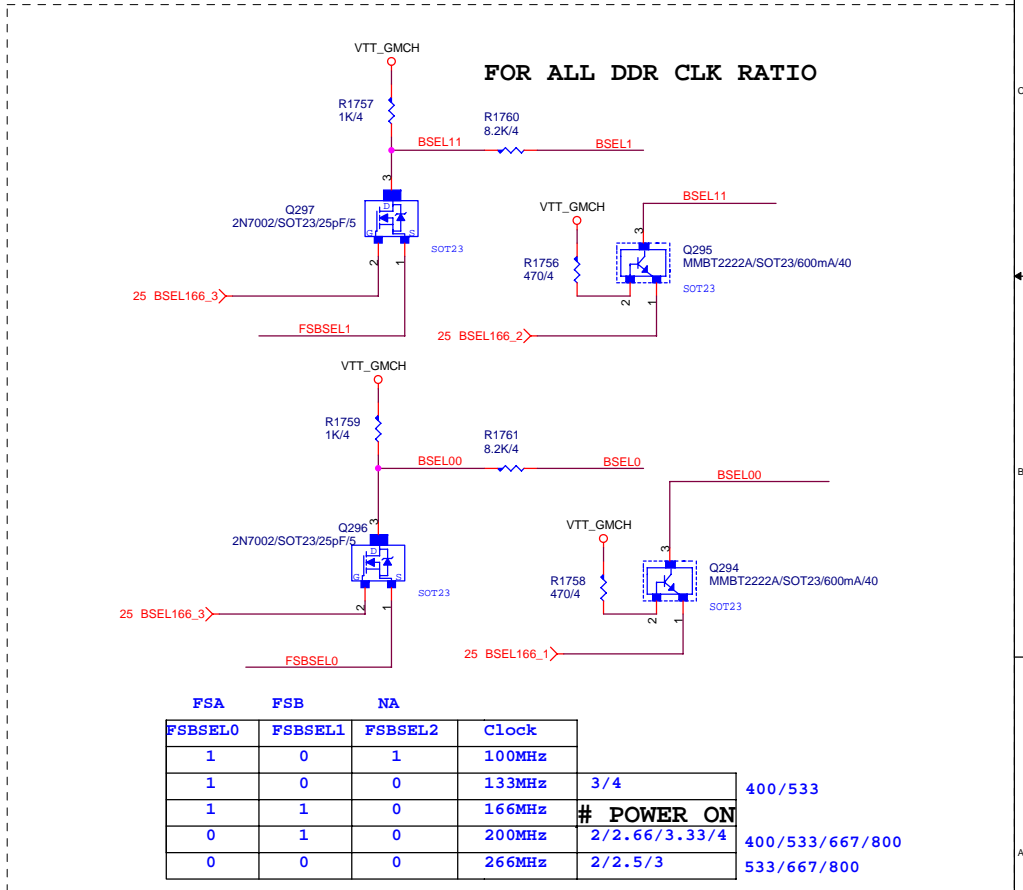 VTT_GMCH
FOR ALL DDR CLK RATIO
C
R1757
1K/4
R1760
8.2K/4
BSEL11
BSEL1
3
D
G
S
Q297
2N7002/SOT23/25pF/5
SOT23
2
1
25 BSEL166_3
FSBSEL1
BSEL11
VTT_GMCH
3
R1756
470/4
Q295
MMBT2222A/SOT23/600mA/40
SOT23
2
1
25 BSEL166_2
VTT_GMCH
R1759
1K/4
R1761
8.2K/4
BSEL00
BSEL0
B
3
D
G
S
Q296
2N7002/SOT23/25pF/5
SOT23
2
1
25 BSEL166_3
FSBSEL0
BSEL00
VTT_GMCH
3
R1758
470/4
Q294
MMBT2222A/SOT23/600mA/40
SOT23
2
1
25 BSEL166_1
FSA FSB NA
FSBSEL0 FSBSEL1 FSBSEL2 Clock
1 0 1 100MHz
1 0 0 133MHz 3/4 400/533
1 1 0 166MHz # POWER ON
0 1 0 200MHz 2/2.66/3.33/4 400/533/667/800
0 0 0 266MHz 2/2.5/3 533/667/800
A